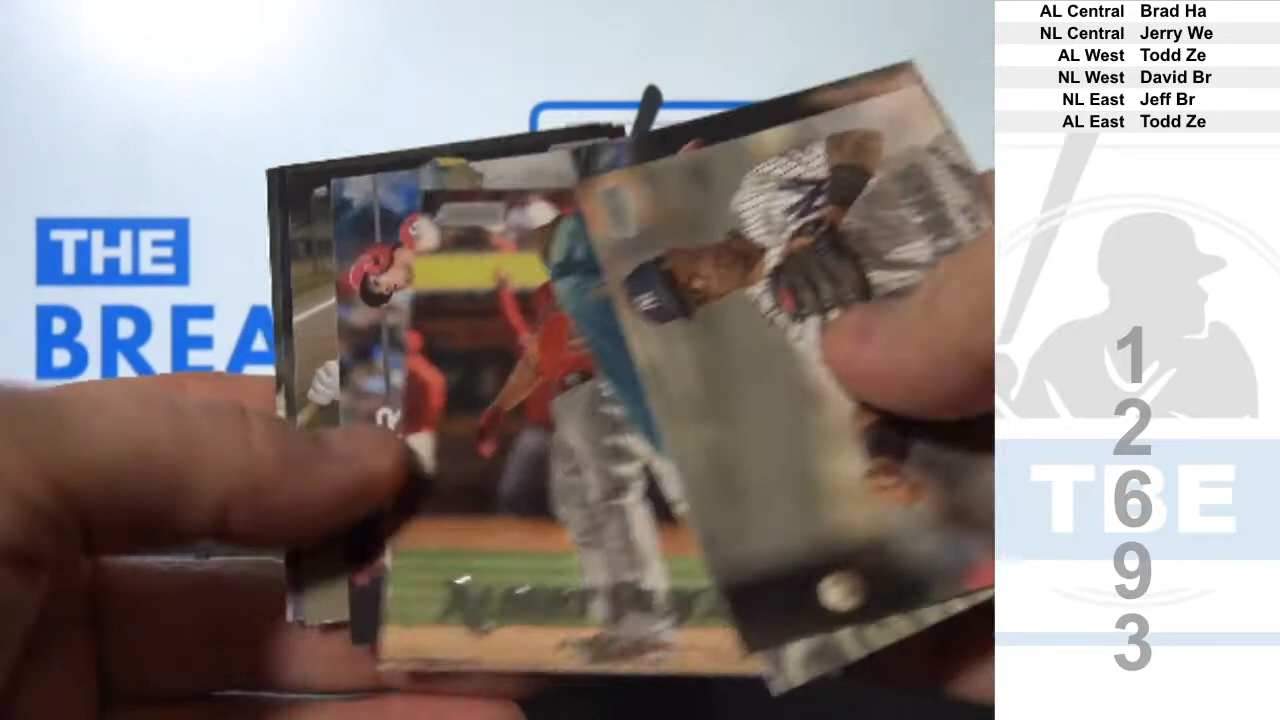 AL Central Brad Ha
NL Central Jerry We
AL West Todd Ze
NL West David Br
NL East Jeff Br
AL East Todd Ze
THE
BREA
1
2
6
9
3
TBE